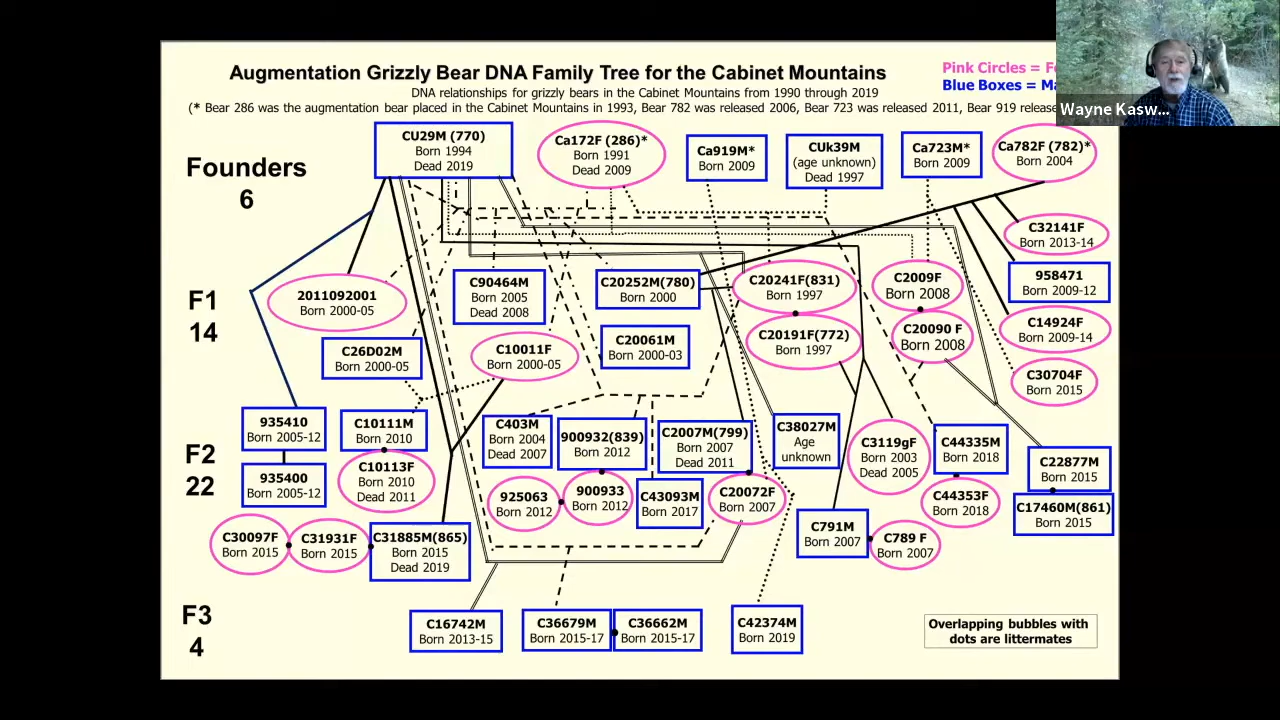 Augmentation Grizzly Bear DNA Family Tree for the Cabinet Mountains
DNA relationships for grizzly bears in the Cabinet Mountains from 1990 through 2019
(* Bear 286 was the augmentation bear placed in the Cabinet Mountains in 1993, Bear 782 was released 2006, Bear 723 was released 2011, Bear 919 release
Pink Circles = F
Blue Boxes = Ma
Wayne Kasw...
Founders
6
CU29M (770)
Born 1994
Dead 2019
Ca172F (286)*
Born 1991
Dead 2009
Ca919M*
Born 2009
CUk39M
(age unknown)
Dead 1997
Ca723M*
Born 2009
Ca782F (782)*
Born 2004
C32141F
Born 2013-14
F1
14
2011092001
Born 2000-05
C90464M
Born 2005
Dead 2008
C20252M(780)
Born 2000
C20241F(831)
Born 1997
C2009F
Born 2008
958471
Born 2009-12
C26D02M
Born 2000-05
C10011F
Born 2000-05
C20061M
Born 2000-03
C20191F(772)
Born 1997
C20090 F
Born 2008
C14924F
Born 2009-14
C30704F
Born 2015
F2
22
935410
Born 2005-12
C10111M
Born 2010
C403M
Born 2004
Dead 2007
900932(839)
Born 2012
C2007M(799)
Born 2007
Dead 2011
C38027M
Age
unknown
C3119gF
Born 2003
Dead 2005
C44335M
Born 2018
C22877M
Born 2015
935400
Born 2005-12
C10113F
Born 2010
Dead 2011
925063
Born 2012
900933
Born 2012
C43093M
Born 2017
C20072F
Born 2007
C44353F
Born 2018
C17460M(861)
Born 2015
C30097F
Born 2015
C31931F
Born 2015
C31885M(865)
Born 2015
Dead 2019
C791M
Born 2007
C789 F
Born 2007
F3
4
C16742M
Born 2013-15
C36679M
Born 2015-17
C36662M
Born 2015-17
C42374M
Born 2019
Overlapping bubbles with
dots are littermates